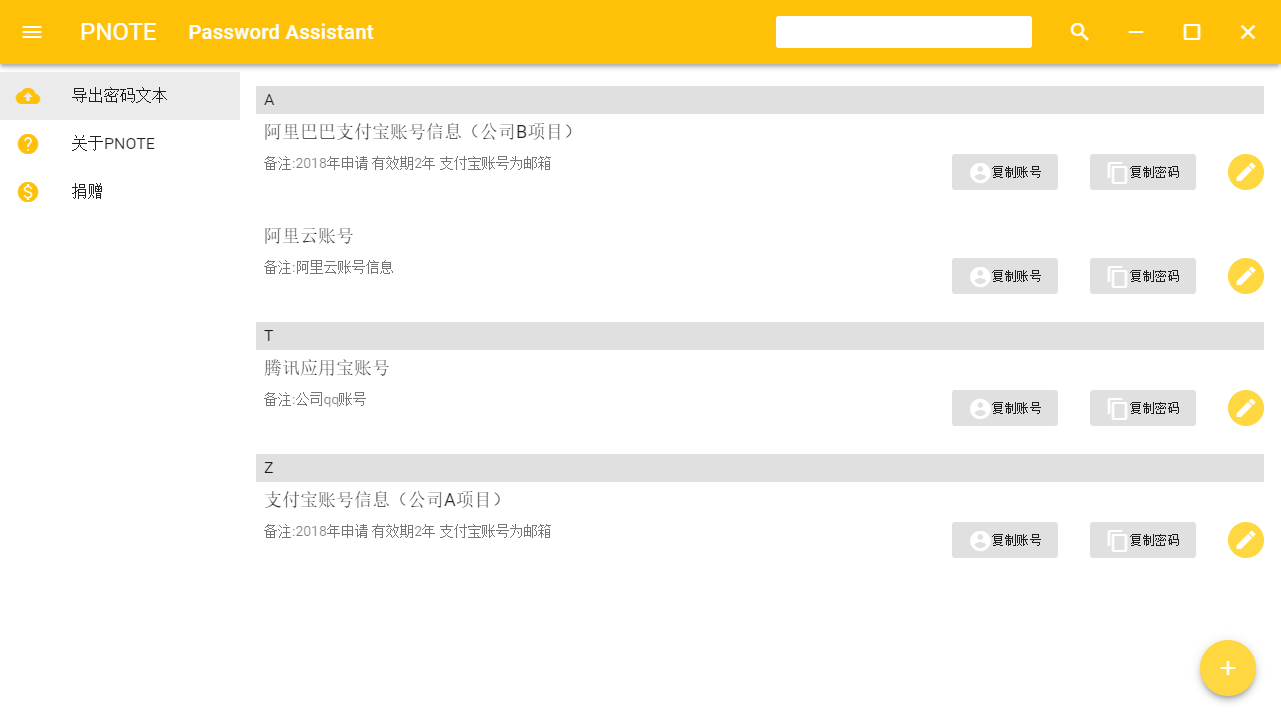 PNOTE Password Assistant
导出密码文本
关于PNOTE
捐赠
A
阿里巴巴支付宝账号信息（公司B项目）
备注:2018年申请 有效期2年 支付宝账号为邮箱
复制账号 复制密码
阿里云账号
备注:阿里云账号信息
复制账号 复制密码
T
腾讯应用宝账号
备注:公司qq账号
复制账号 复制密码
Z
支付宝账号信息（公司A项目）
备注:2018年申请 有效期2年 支付宝账号为邮箱
复制账号 复制密码